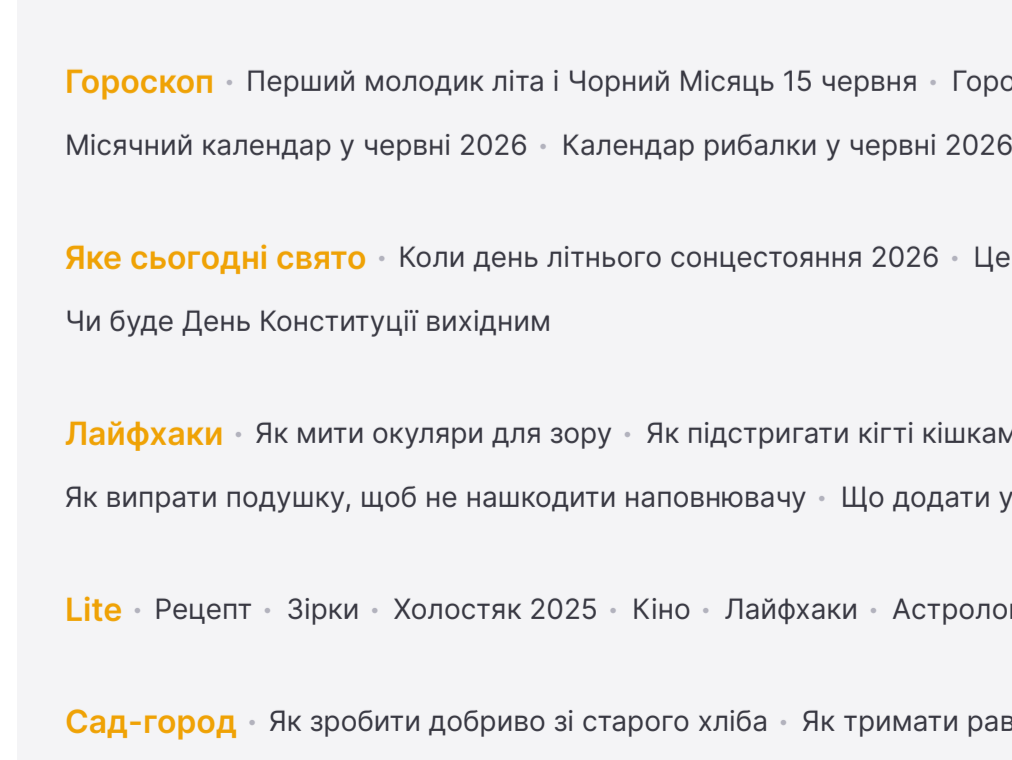 Гороскоп • Перший молодик літа і Чорний Місяць 15 червня •
Місячний календар у червні 2026 • Календар рибалки у червні 2026
Яке сьогодні свято • Коли день літнього сонцестояння 2026 •
Чи буде День Конституції вихідним
Лайфхаки • Як мити окуляри для зору • Як підстригати кігті
Як випрати подушку, щоб не нашкодити наповнювачу • Що додати у
Lite • Рецепт • Зірки • Холостяк 2025 • Кіно • Лайфхаки •
Сад-город • Як зробити добриво зі старого хліба • Як тримати